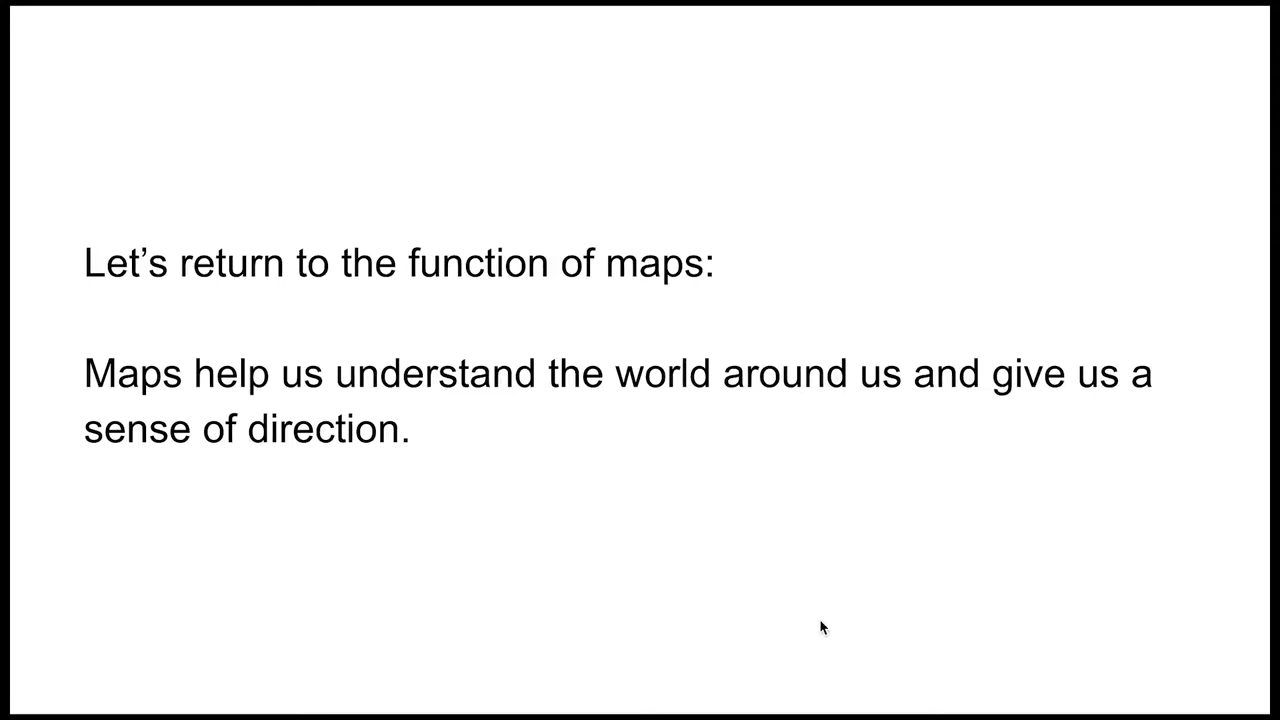 Let’s return to the function of maps:
Maps help us understand the world around us and give us a
sense of direction.